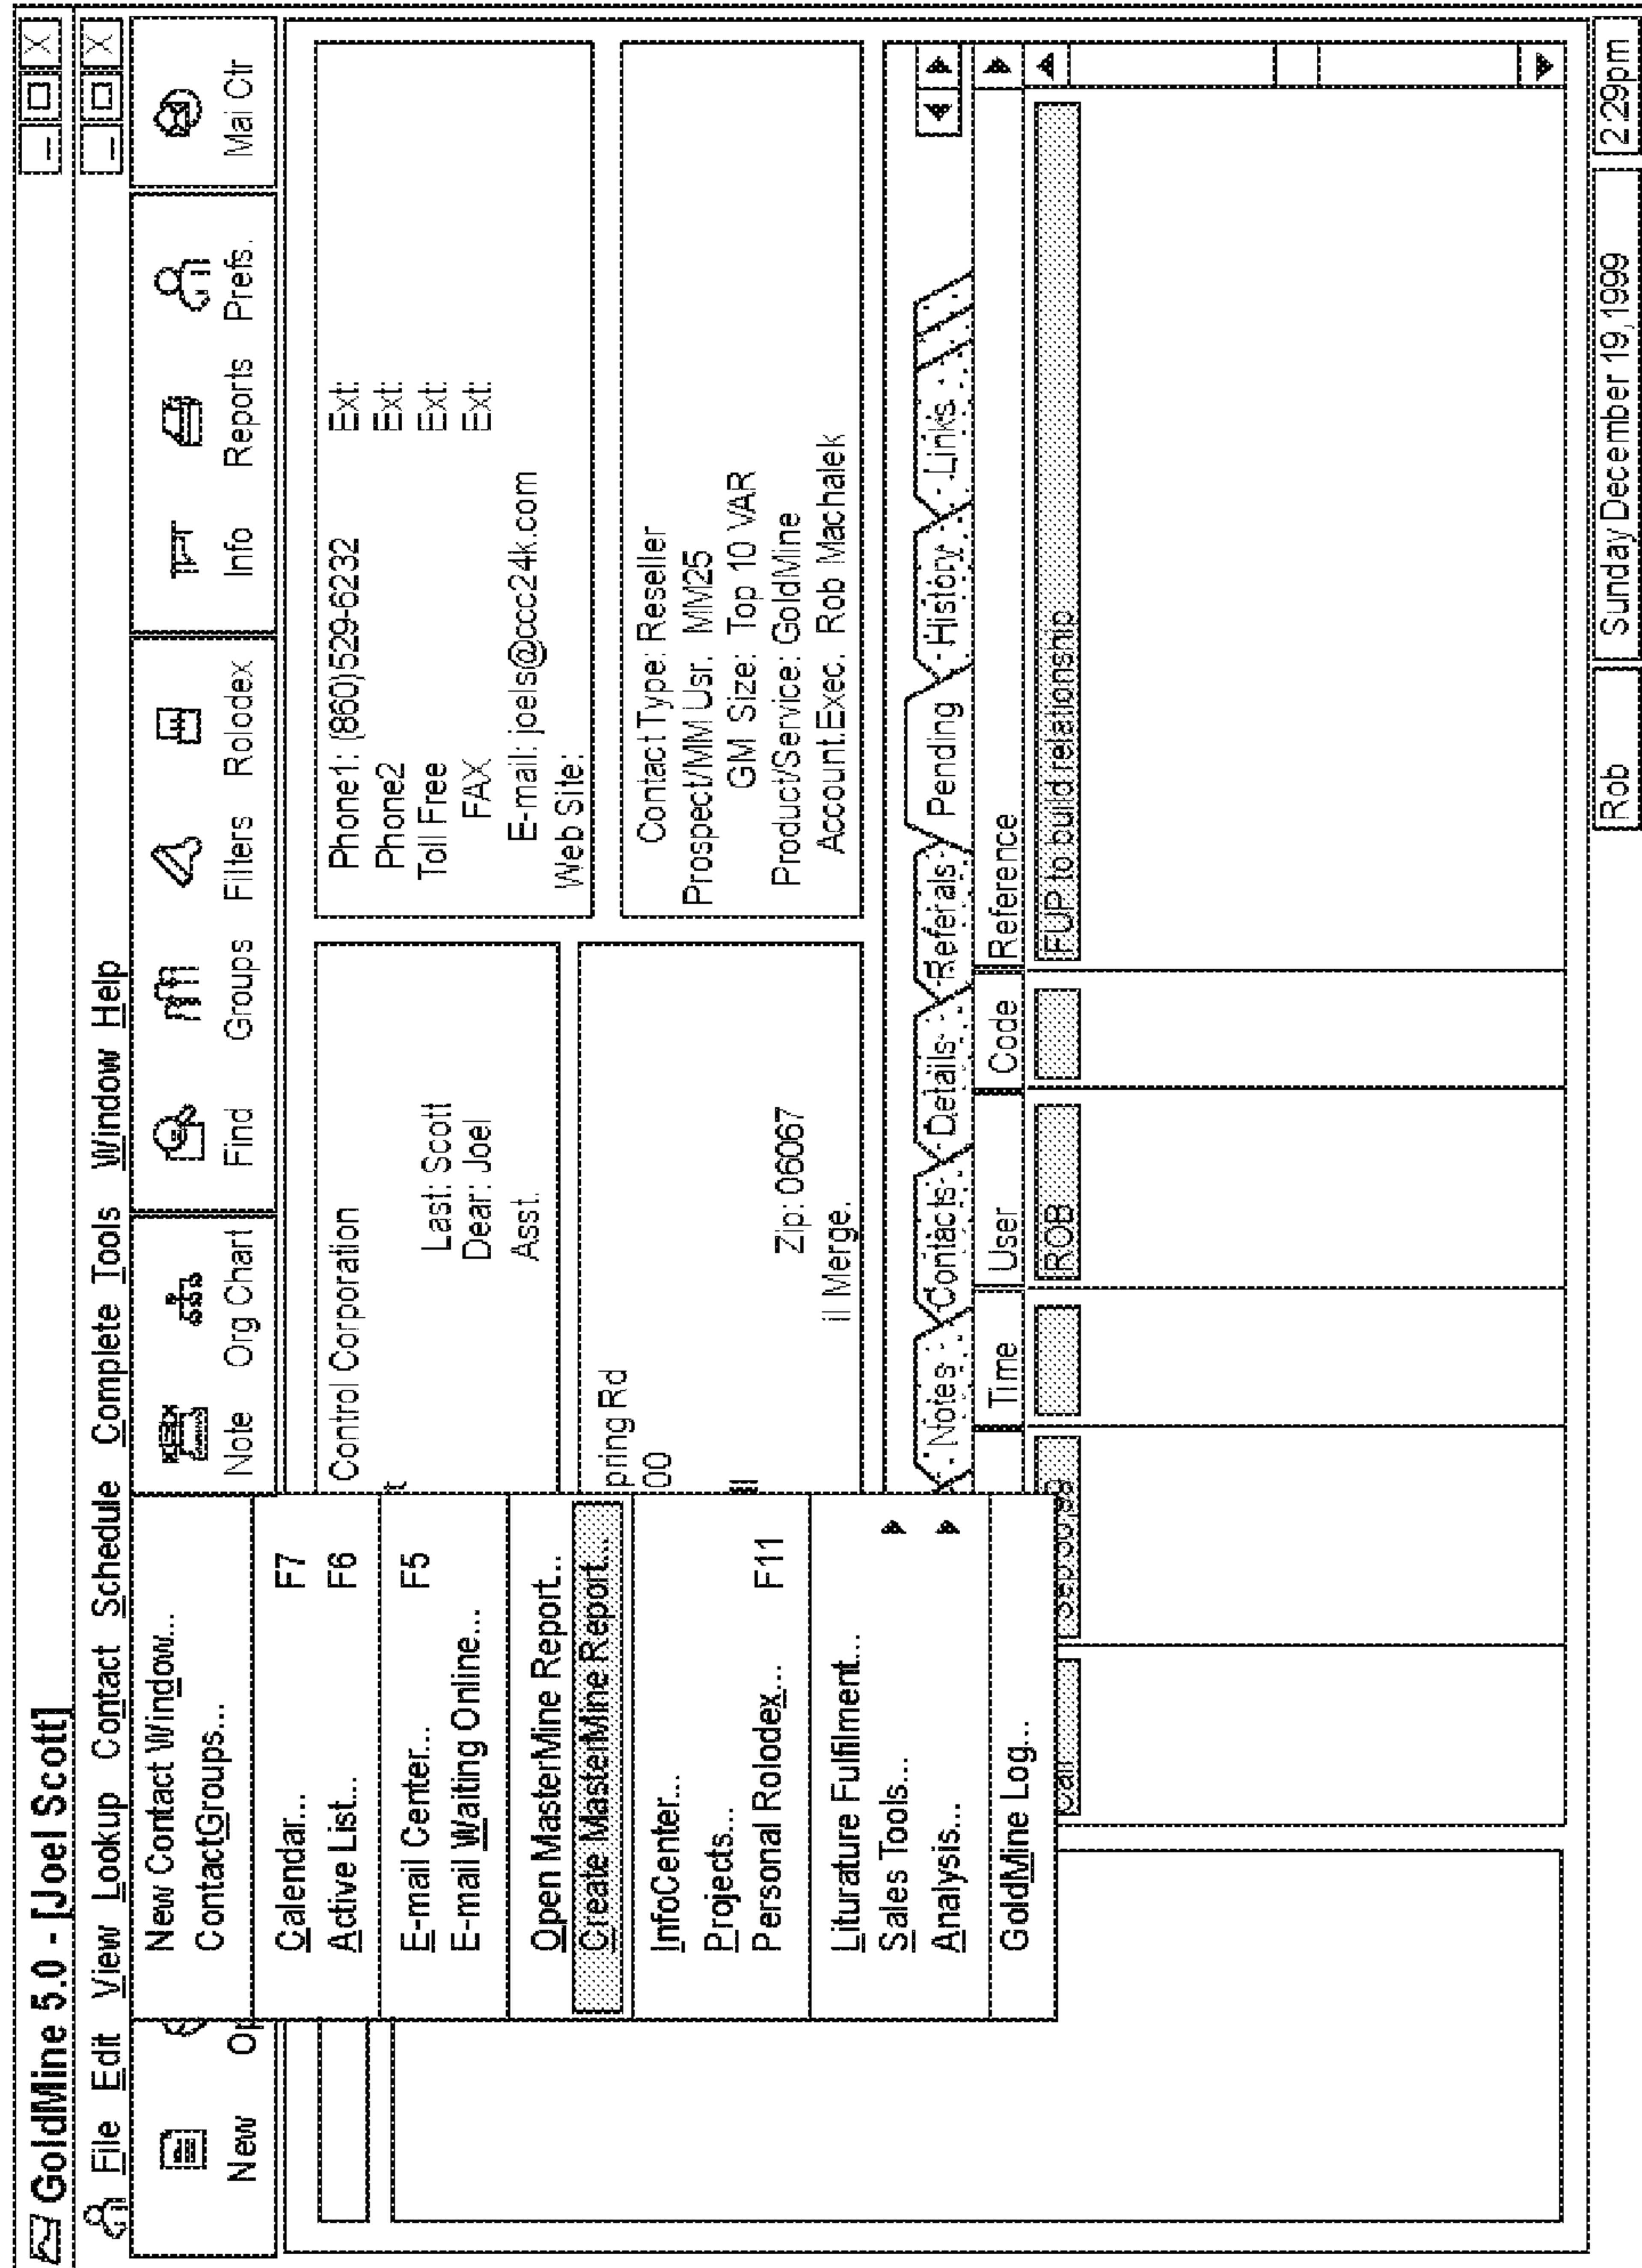 GoldMine 5.0 - [Joel Scott]
File Edit View Lookup Contact Schedule Complete Tools Window Help
New Op Note Org Chart Find Groups Filters Rolodex Info Reports Prefs. Mai Ctr
New Contact Window...
ContactGroups...
Calendar... F7
Active List... F6
E-mail Center... F5
E-mail Waiting Online...
Open MasterMine Report...
Create MasterMine Report...
InfoCenter...
Projects...
Personal Rolodex... F11
Liturature Fulfilment...
Sales Tools...
Analysis...
GoldMine Log...
Control Corporation
Last: Scott
Dear: Joel
Asst.
pring Rd
00
Zip: 06067
il Merge.
Phone1: (860)529-6232 Ext:
Phone2 Ext:
Toll Free Ext:
FAX Ext:
E-mail: joels@ccc24k.com
Web Site:
Contact Type: Reseller
Prospect/MM Usr. MM25
GM Size: Top 10 VAR
Product/Service: GoldMine
Account.Exec. Rob Machalek
Notes Contacts Details Referals Pending History Links
Time User Code Reference
ROB FUP to build relationship
Rob Sunday December 19,1999 2:29pm